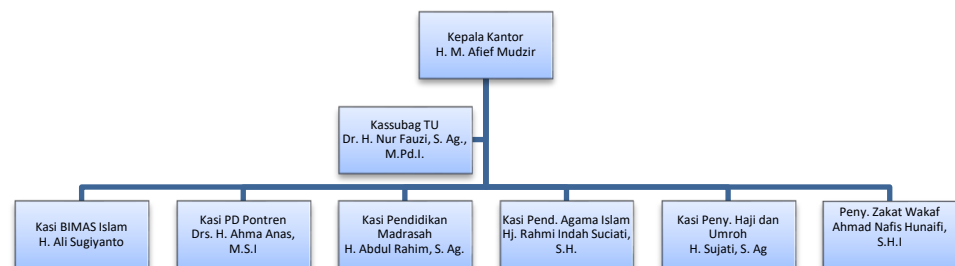 Kepala Kantor
H. M. Afief Mudzir
Kassubag TU
Dr. H. Nur Fauzi, S. Ag.,
M.Pd.I.
Kasi BIMAS Islam
H. Ali Sugiyanto
Kasi PD Pontren
Drs. H. Ahma Anas,
M.S.I
Kasi Pendidikan
Madrasah
H. Abdul Rahim, S. Ag.
Kasi Pend. Agama Islam
Hj. Rahmi Indah Suciati,
S.H.
Kasi Peny. Haji dan
Umroh
H. Sujati, S. Ag
Peny. Zakat Wakaf
Ahmad Nafis Hunaifi,
S.H.I